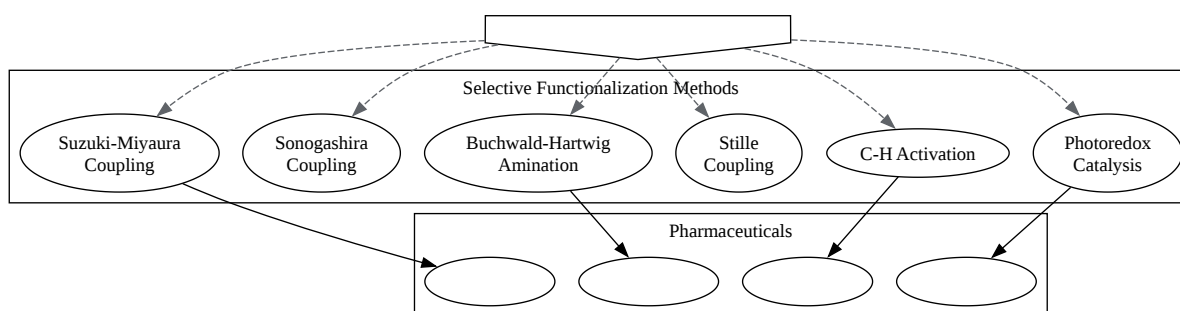 Selective Functionalization Methods
Suzuki-Miyaura
Coupling
Sonogashira
Coupling
Buchwald-Hartwig
Amination
Stille
Coupling
C-H Activation
Photoredox
Catalysis
Pharmaceuticals